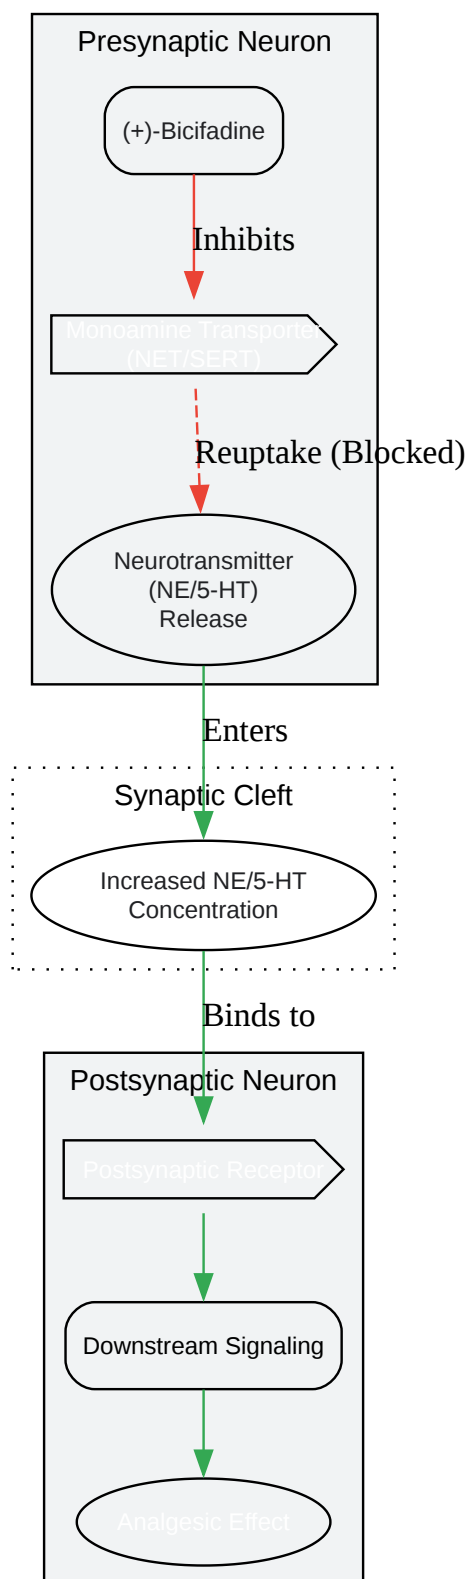 Presynaptic Neuron
(+)-Bicifadine
Inhibits
Monoamine Transporter
(NET/SERT)
Reuptake (Blocked)
Neurotransmitter
(NE/5-HT)
Release
Enters
Synaptic Cleft
Increased NE/5-HT
Concentration
Binds to
Postsynaptic Neuron
Postsynaptic Receptor
Downstream Signaling
Analgesic Effect